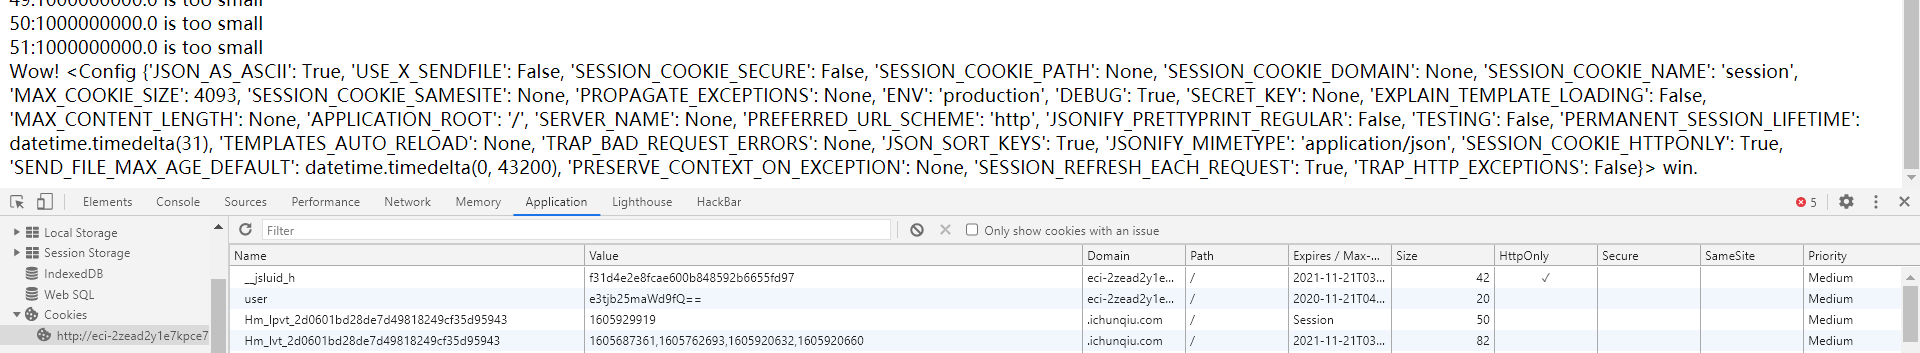 49:1000000000.0 is too small
50:1000000000.0 is too small
51:1000000000.0 is too small
Wow! <Config {'JSON_AS_ASCII': True, 'USE_X_SENDFILE': False, 'SESSION_COOKIE_SECURE': False, 'SESSION_COOKIE_PATH': None, 'SESSION_COOKIE_DOMAIN': None, 'SESSION_COOKIE_NAME': 'session',
'MAX_COOKIE_SIZE': 4093, 'SESSION_COOKIE_SAMESITE': None, 'PROPAGATE_EXCEPTIONS': None, 'ENV': 'production', 'DEBUG': True, 'SECRET_KEY': None, 'EXPLAIN_TEMPLATE_LOADING': False,
'MAX_CONTENT_LENGTH': None, 'APPLICATION_ROOT': '/', 'SERVER_NAME': None, 'PREFERRED_URL_SCHEME': 'http', 'JSONIFY_PRETTYPRINT_REGULAR': False, 'TESTING': False, 'PERMANENT_SESSION_LIFETIME':
datetime.timedelta(31), 'TEMPLATES_AUTO_RELOAD': None, 'TRAP_BAD_REQUEST_ERRORS': None, 'JSON_SORT_KEYS': True, 'JSONIFY_MIMETYPE': 'application/json', 'SESSION_COOKIE_HTTPONLY': True,
'SEND_FILE_MAX_AGE_DEFAULT': datetime.timedelta(0, 43200), 'PRESERVE_CONTEXT_ON_EXCEPTION': None, 'SESSION_REFRESH_EACH_REQUEST': True, 'TRAP_HTTP_EXCEPTIONS': False}> win.
Elements Console Sources Performance Network Memory Application Lighthouse HackBar 5
Local Storage
Session Storage
IndexedDB
Web SQL
Cookies
http://eci-2zead2y1e7kpce7
Filter Only show cookies with an issue
Name Value Domain Path Expires / Max-... Size HttpOnly Secure SameSite Priority
__jsluid_h f31d4e2e8fcae600b848592b6655fd97 eci-2zead2y1e... / 2021-11-21T03... 42 ✓ Medium
user e3tjb25maWd9fQ== eci-2zead2y1e... / 2020-11-21T04... 20 Medium
Hm_lpvt_2d0601bd28de7d49818249cf35d95943 1605929919 .ichunqiu.com / Session 50 Medium
Hm_lvt_2d0601bd28de7d49818249cf35d95943 1605687361,1605762693,1605920632,1605920660 .ichunqiu.com / 2021-11-21T03... 82 Medium